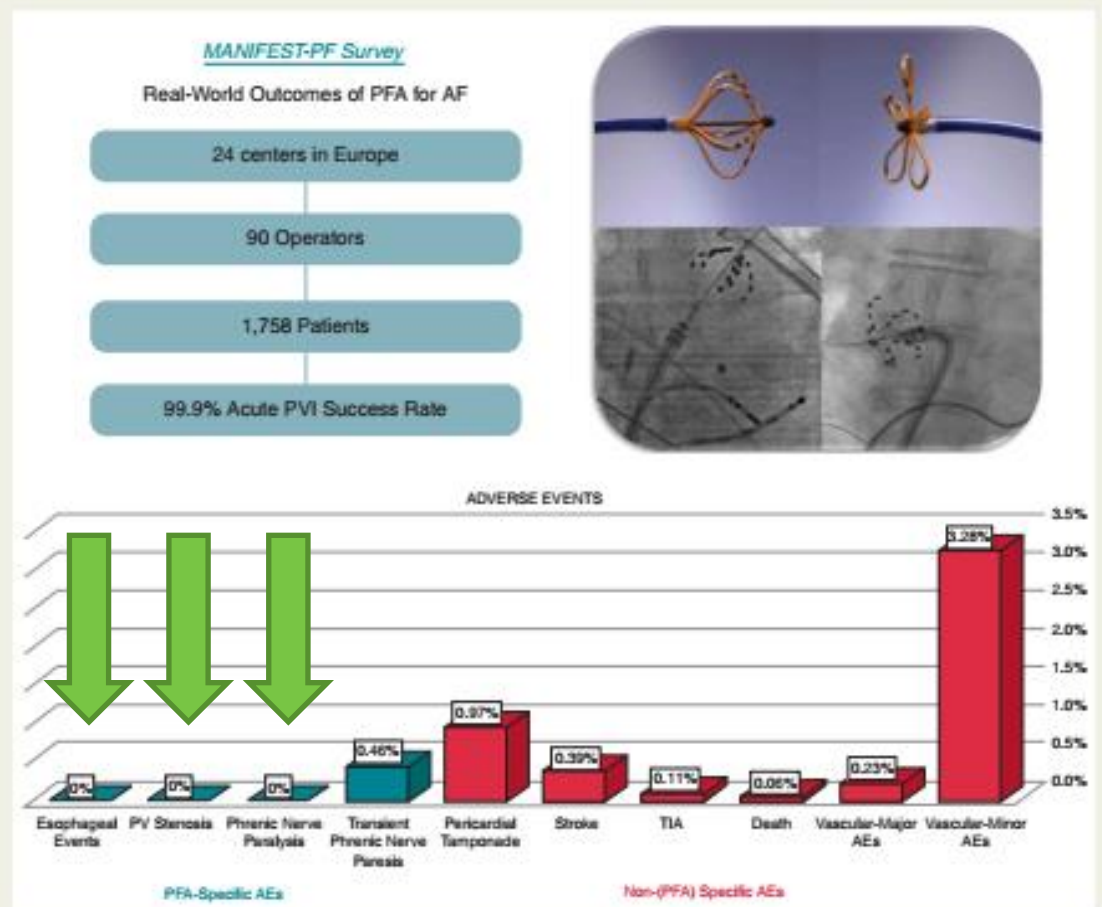 MANIFEST-PF Survey
Real-World Outcomes of PFA for AF
24 centers in Europe
90 Operators
1,758 Patients
99.9% Acute PVI Success Rate
ADVERSE EVENTS
3.5%
3.0%
2.5%
2.0%
1.5%
1.0%
0.5%
0.0%
0%
0%
0%
0.46%
0.97%
0.39%
0.11%
0.06%
0.23%
3.28%
Esophageal Events
PV Stenosis
Phrenic Nerve Paralysis
Transient Phrenic Nerve Paresis
Pericardial Tamponade
Stroke
TIA
Death
Vascular-Major AEs
Vascular-Minor AEs
PFA-Specific AEs
Non-(PFA) Specific AEs